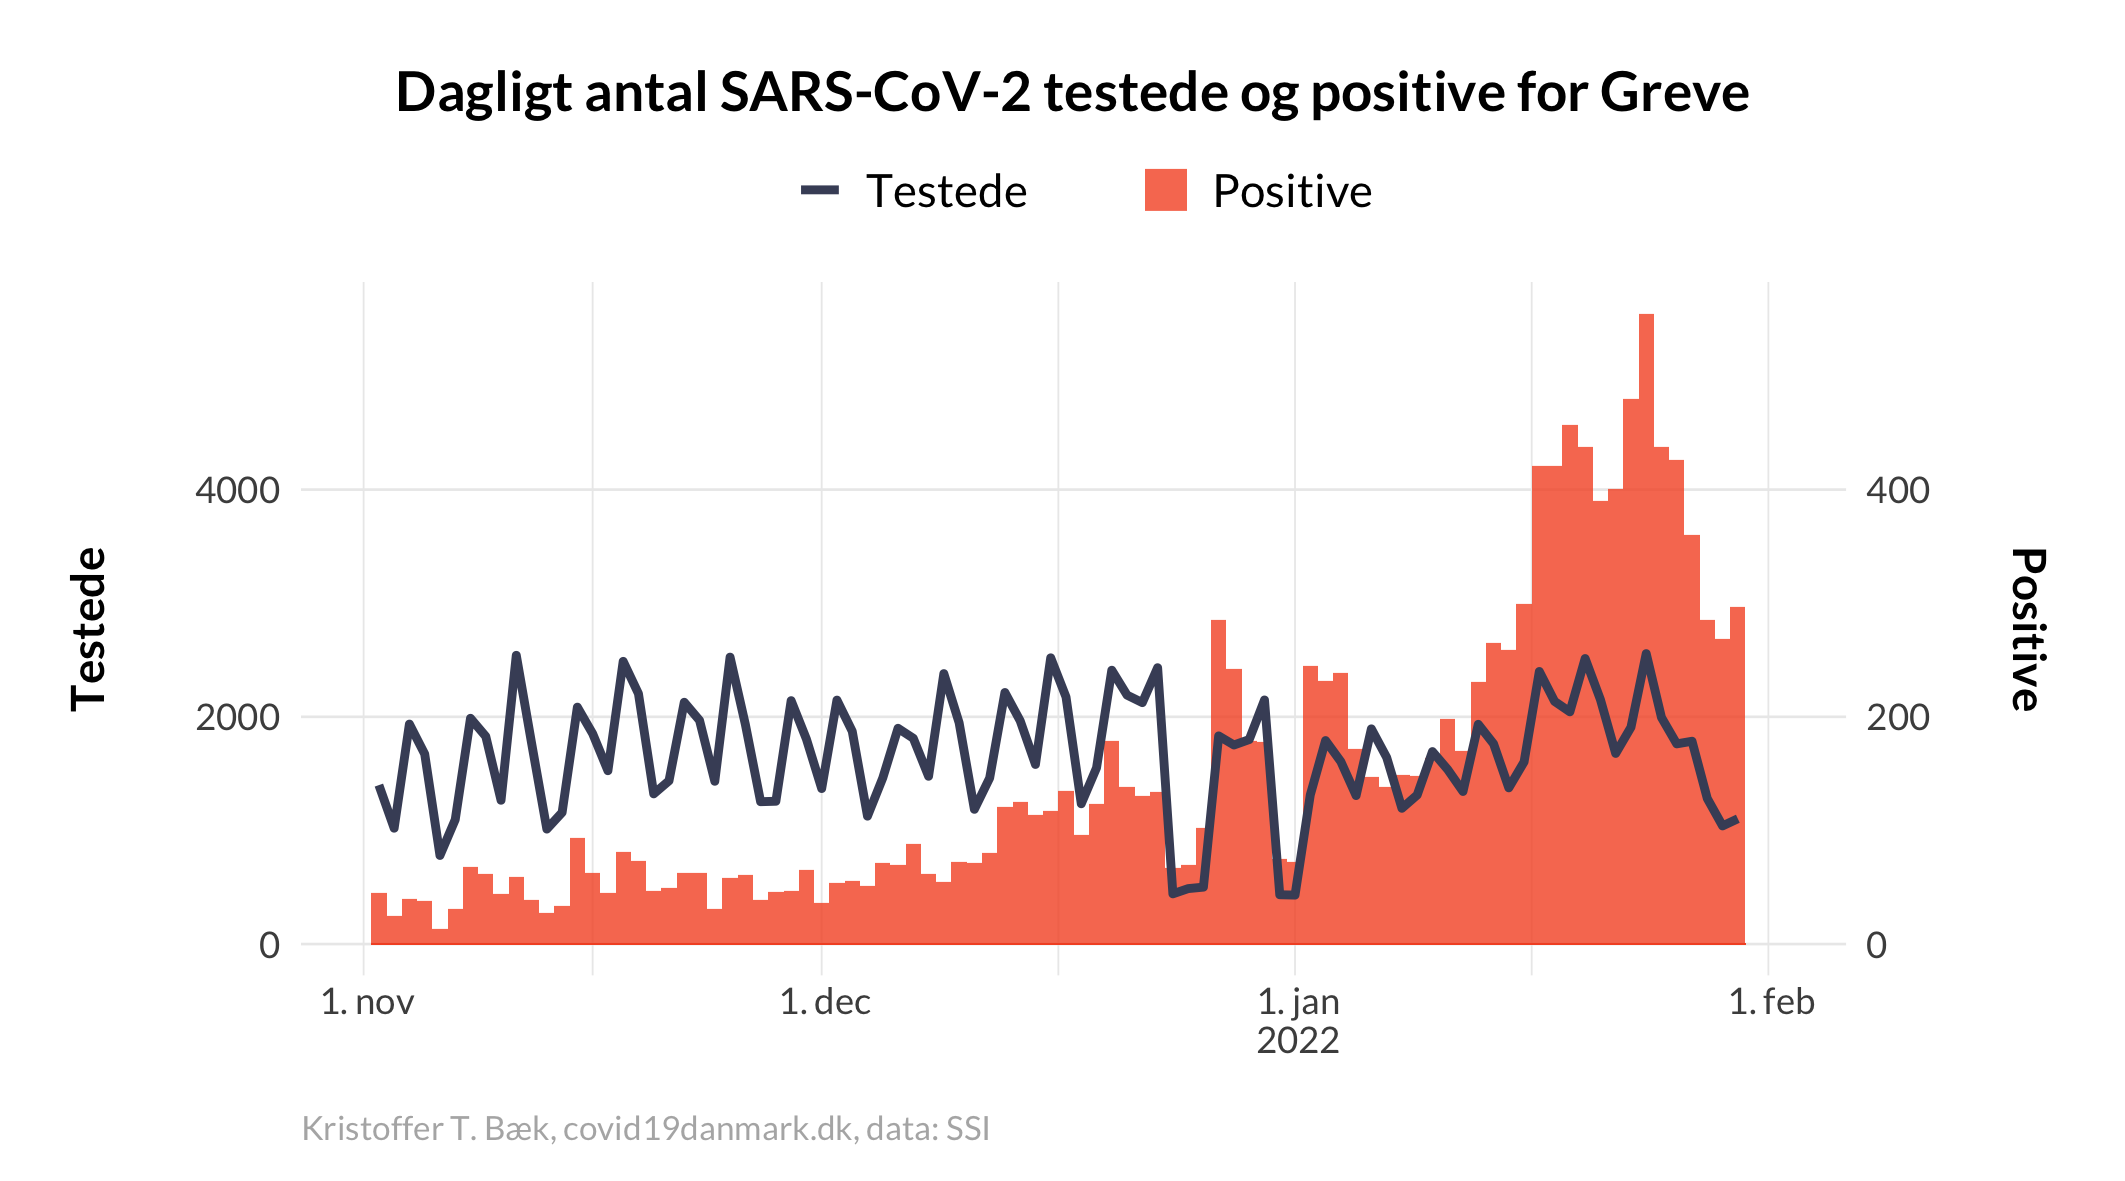 Dagligt antal SARS-CoV-2 testede og positive for Greve
Testede
Positive
Testede
4000
2000
0
400
200
0
Positive
1. nov
1. dec
1. jan
2022
1. feb
Kristoffer T. Bæk, covid19danmark.dk, data: SSI